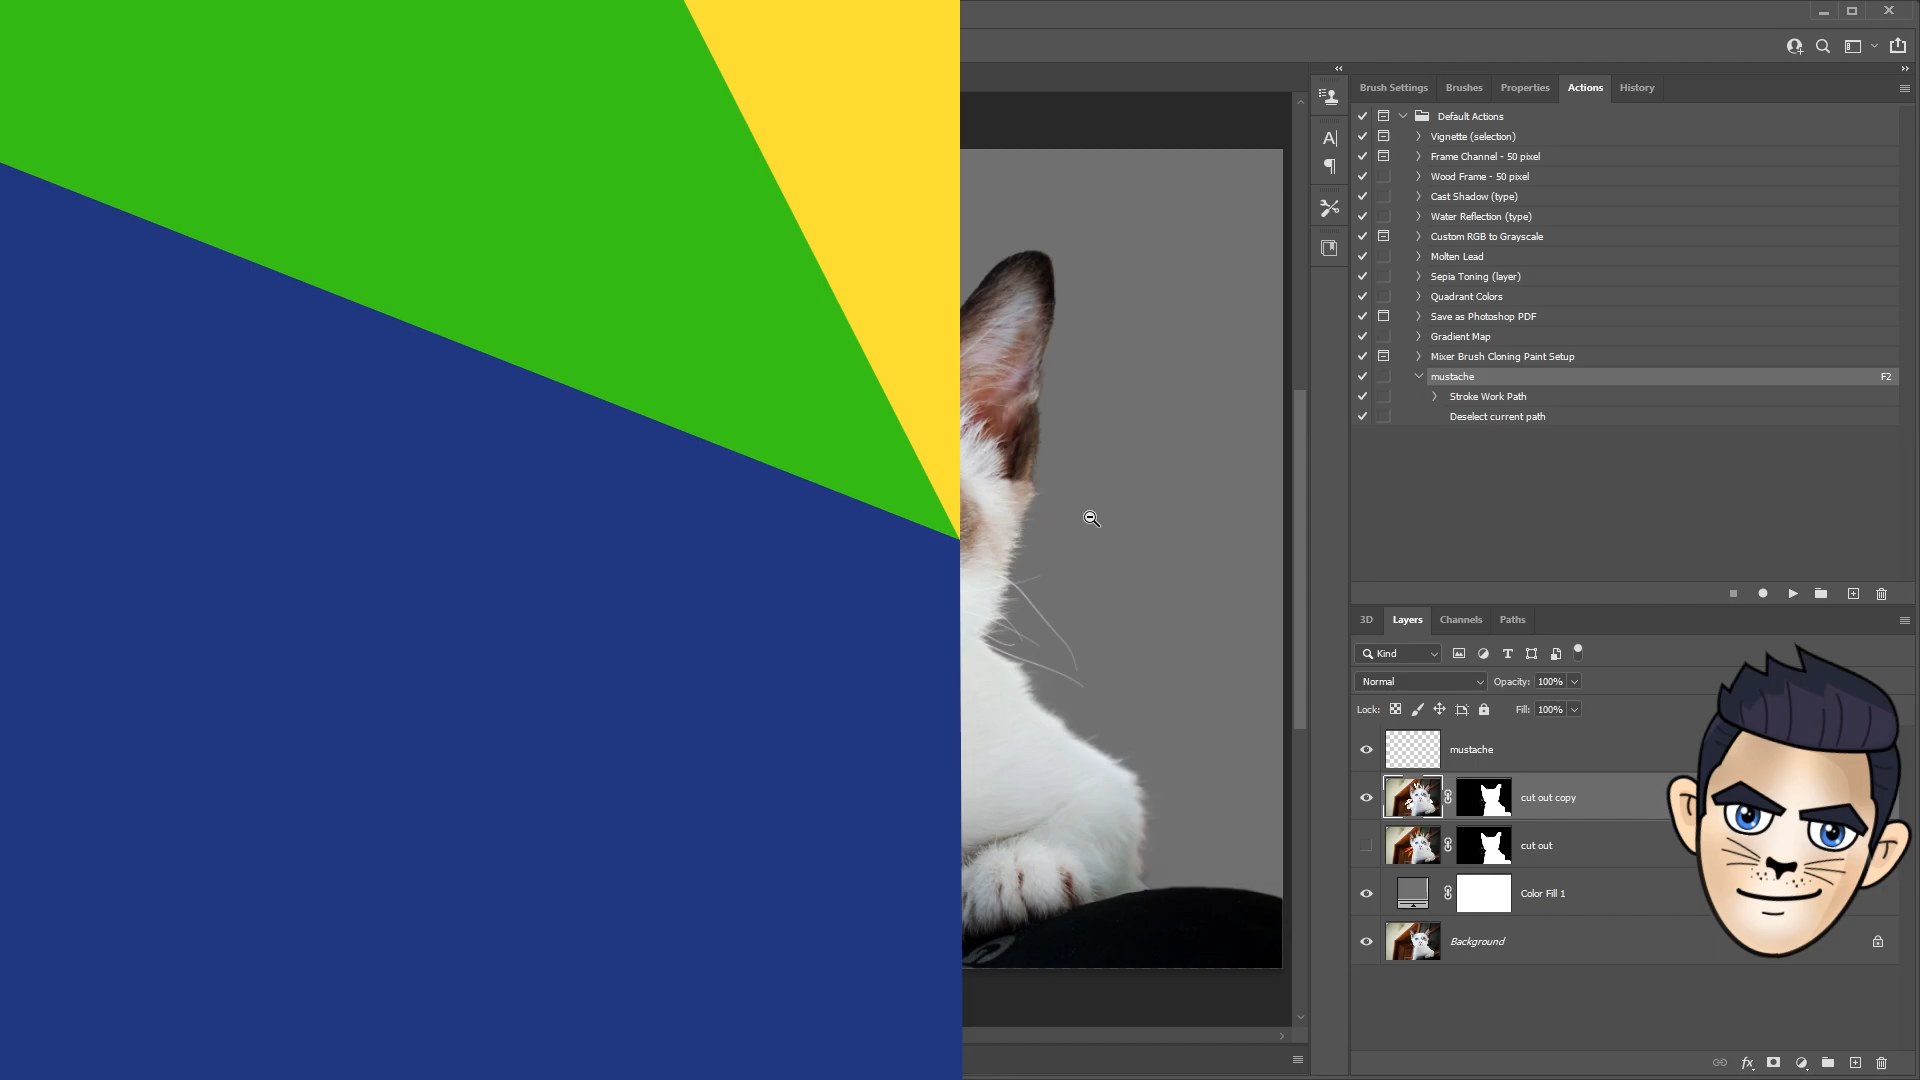 Brush Settings Brushes Properties Actions History
Default Actions
Vignette (selection)
Frame Channel - 50 pixel
Wood Frame - 50 pixel
Cast Shadow (type)
Water Reflection (type)
Custom RGB to Grayscale
Molten Lead
Sepia Toning (layer)
Quadrant Colors
Save as Photoshop PDF
Gradient Map
Mixer Brush Cloning Paint Setup
mustache F2
Stroke Work Path
Deselect current path
3D Layers Channels Paths
Kind
Normal Opacity: 100%
Lock: Fill: 100%
mustache
cut out copy
cut out
Color Fill 1
Background